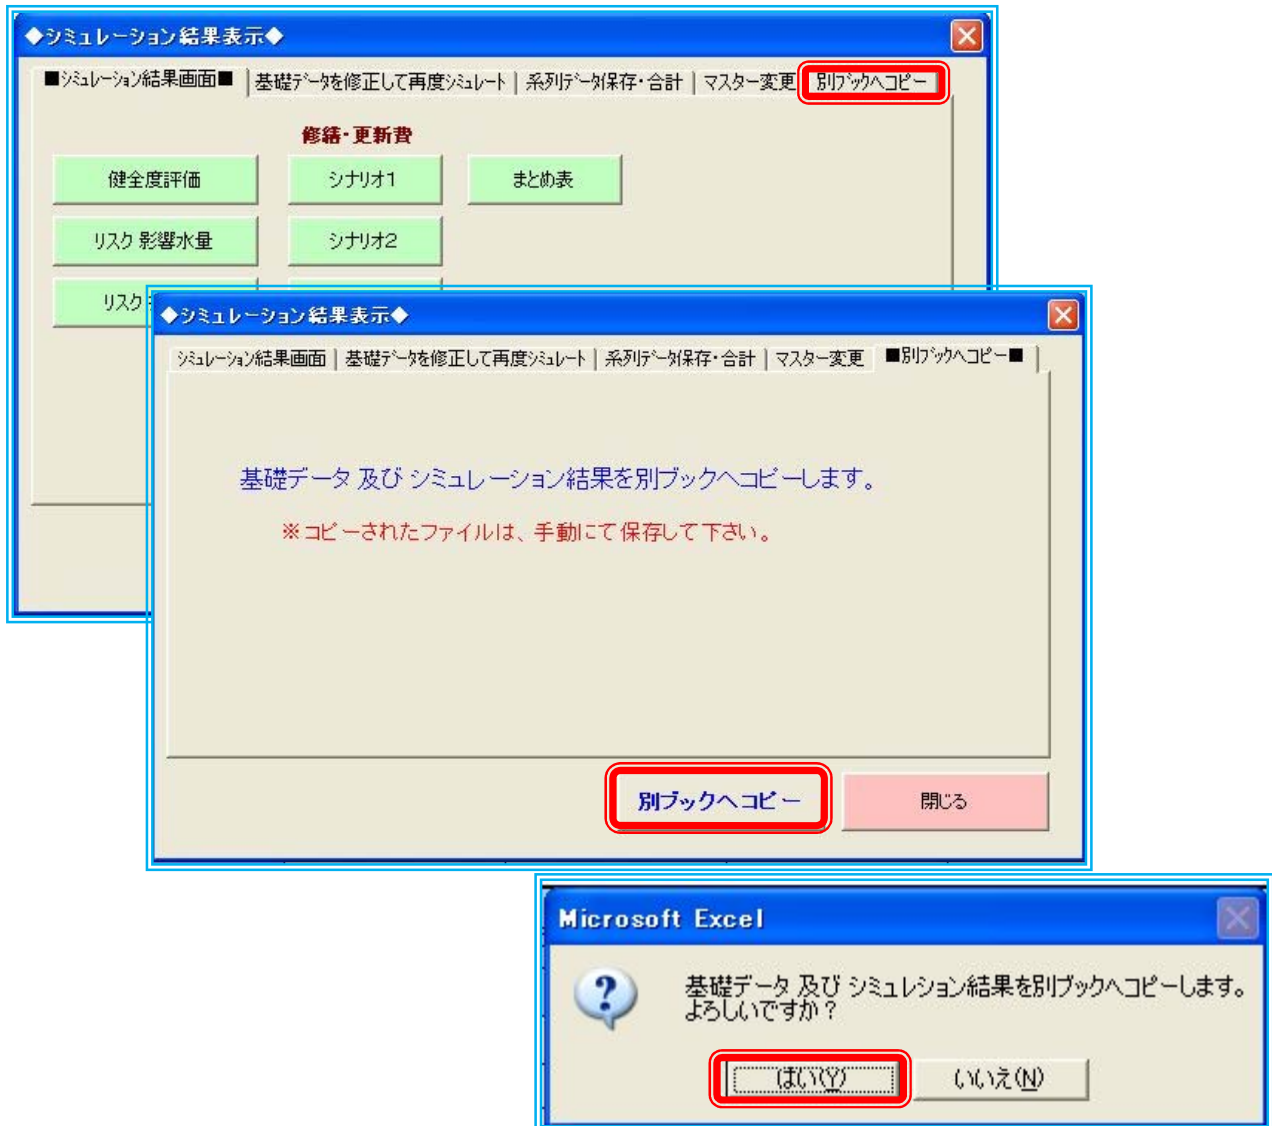 ◆シミュレーション結果表示◆
■シミュレーション結果画面■ 基礎データを修正して再度シミュレート 系列データ保存・合計 マスター変更 別ブックへコピー
修繕・更新費
健全度評価 シナリオ1 まとめ表
リスク 影響水量 シナリオ2
リスク
◆シミュレーション結果表示◆
シミュレーション結果画面 基礎データを修正して再度シミュレート 系列データ保存・合計 マスター変更 ■別ブックへコピー■
基礎データ 及び シミュレーション結果を別ブックへコピーします。
※コピーされたファイルは、手動にて保存して下さい。
別ブックへコピー 閉じる
Microsoft Excel
基礎データ 及び シミュレション結果を別ブックへコピーします。
よろしいですか？
はい(Y) いいえ(N)